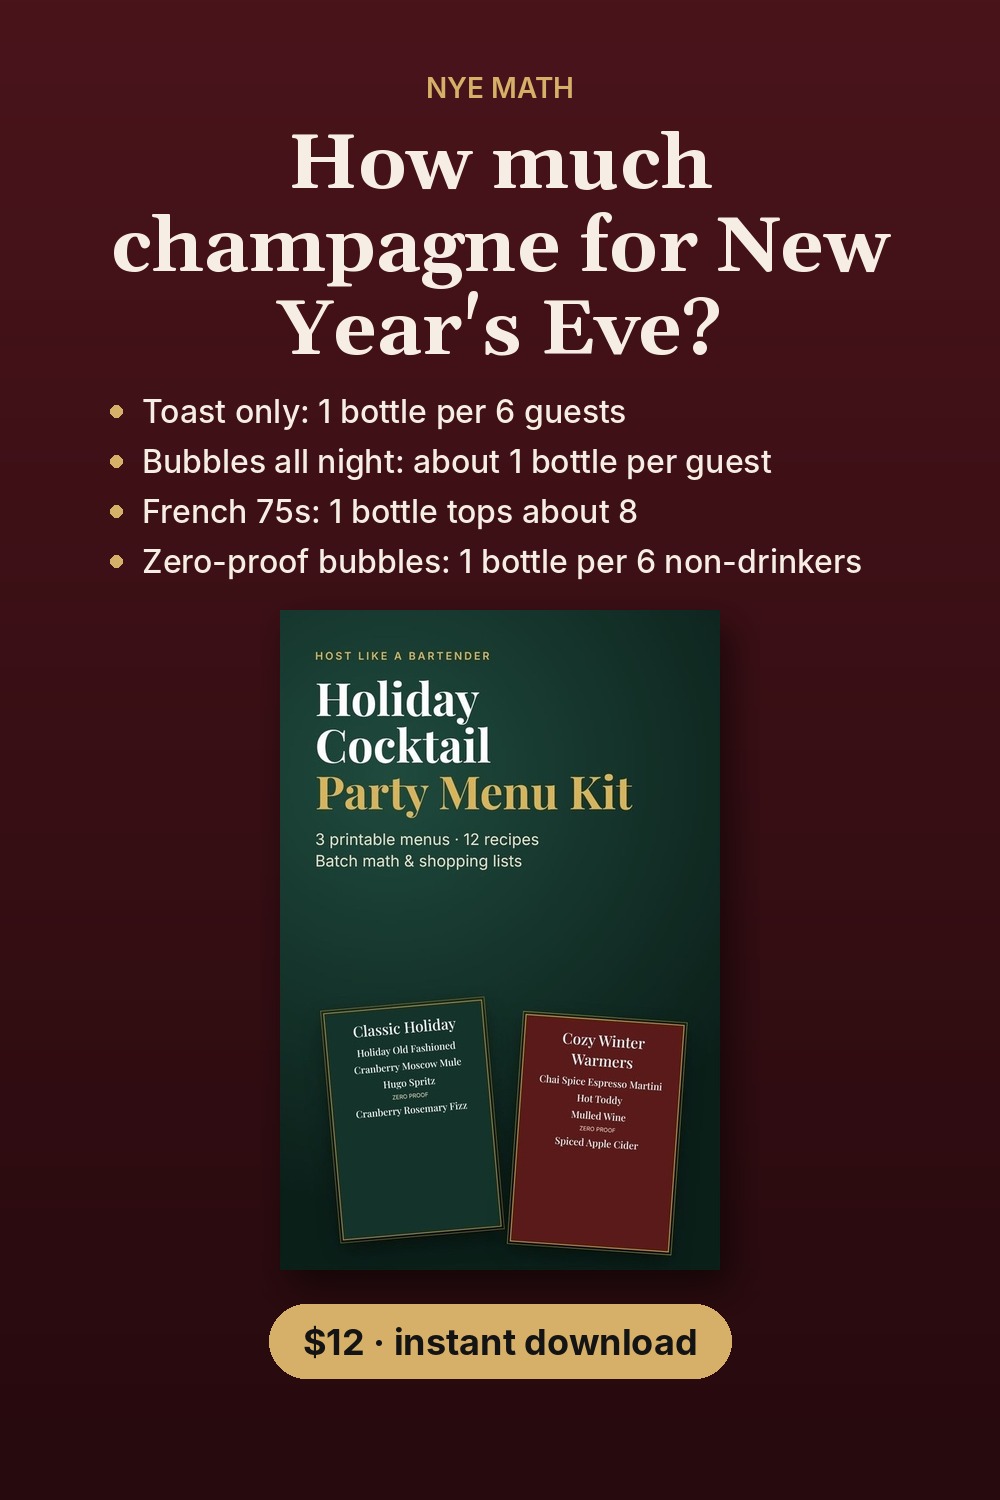 NYE MATH
How much
champagne for New
Year's Eve?
Toast only: 1 bottle per 6 guests
Bubbles all night: about 1 bottle per guest
French 75s: 1 bottle tops about 8
Zero-proof bubbles: 1 bottle per 6 non-drinkers
HOST LIKE A BARTENDER
Holiday
Cocktail
Party Menu Kit
3 printable menus · 12 recipes
Batch math & shopping lists
Classic Holiday
Holiday Old Fashioned
Cranberry Moscow Mule
Hugo Spritz
ZERO PROOF
Cranberry Rosemary Fizz
Cozy Winter
Warmers
Chai Spice Espresso Martini
Hot Toddy
Mulled Wine
ZERO PROOF
Spiced Apple Cider
$12 · instant download